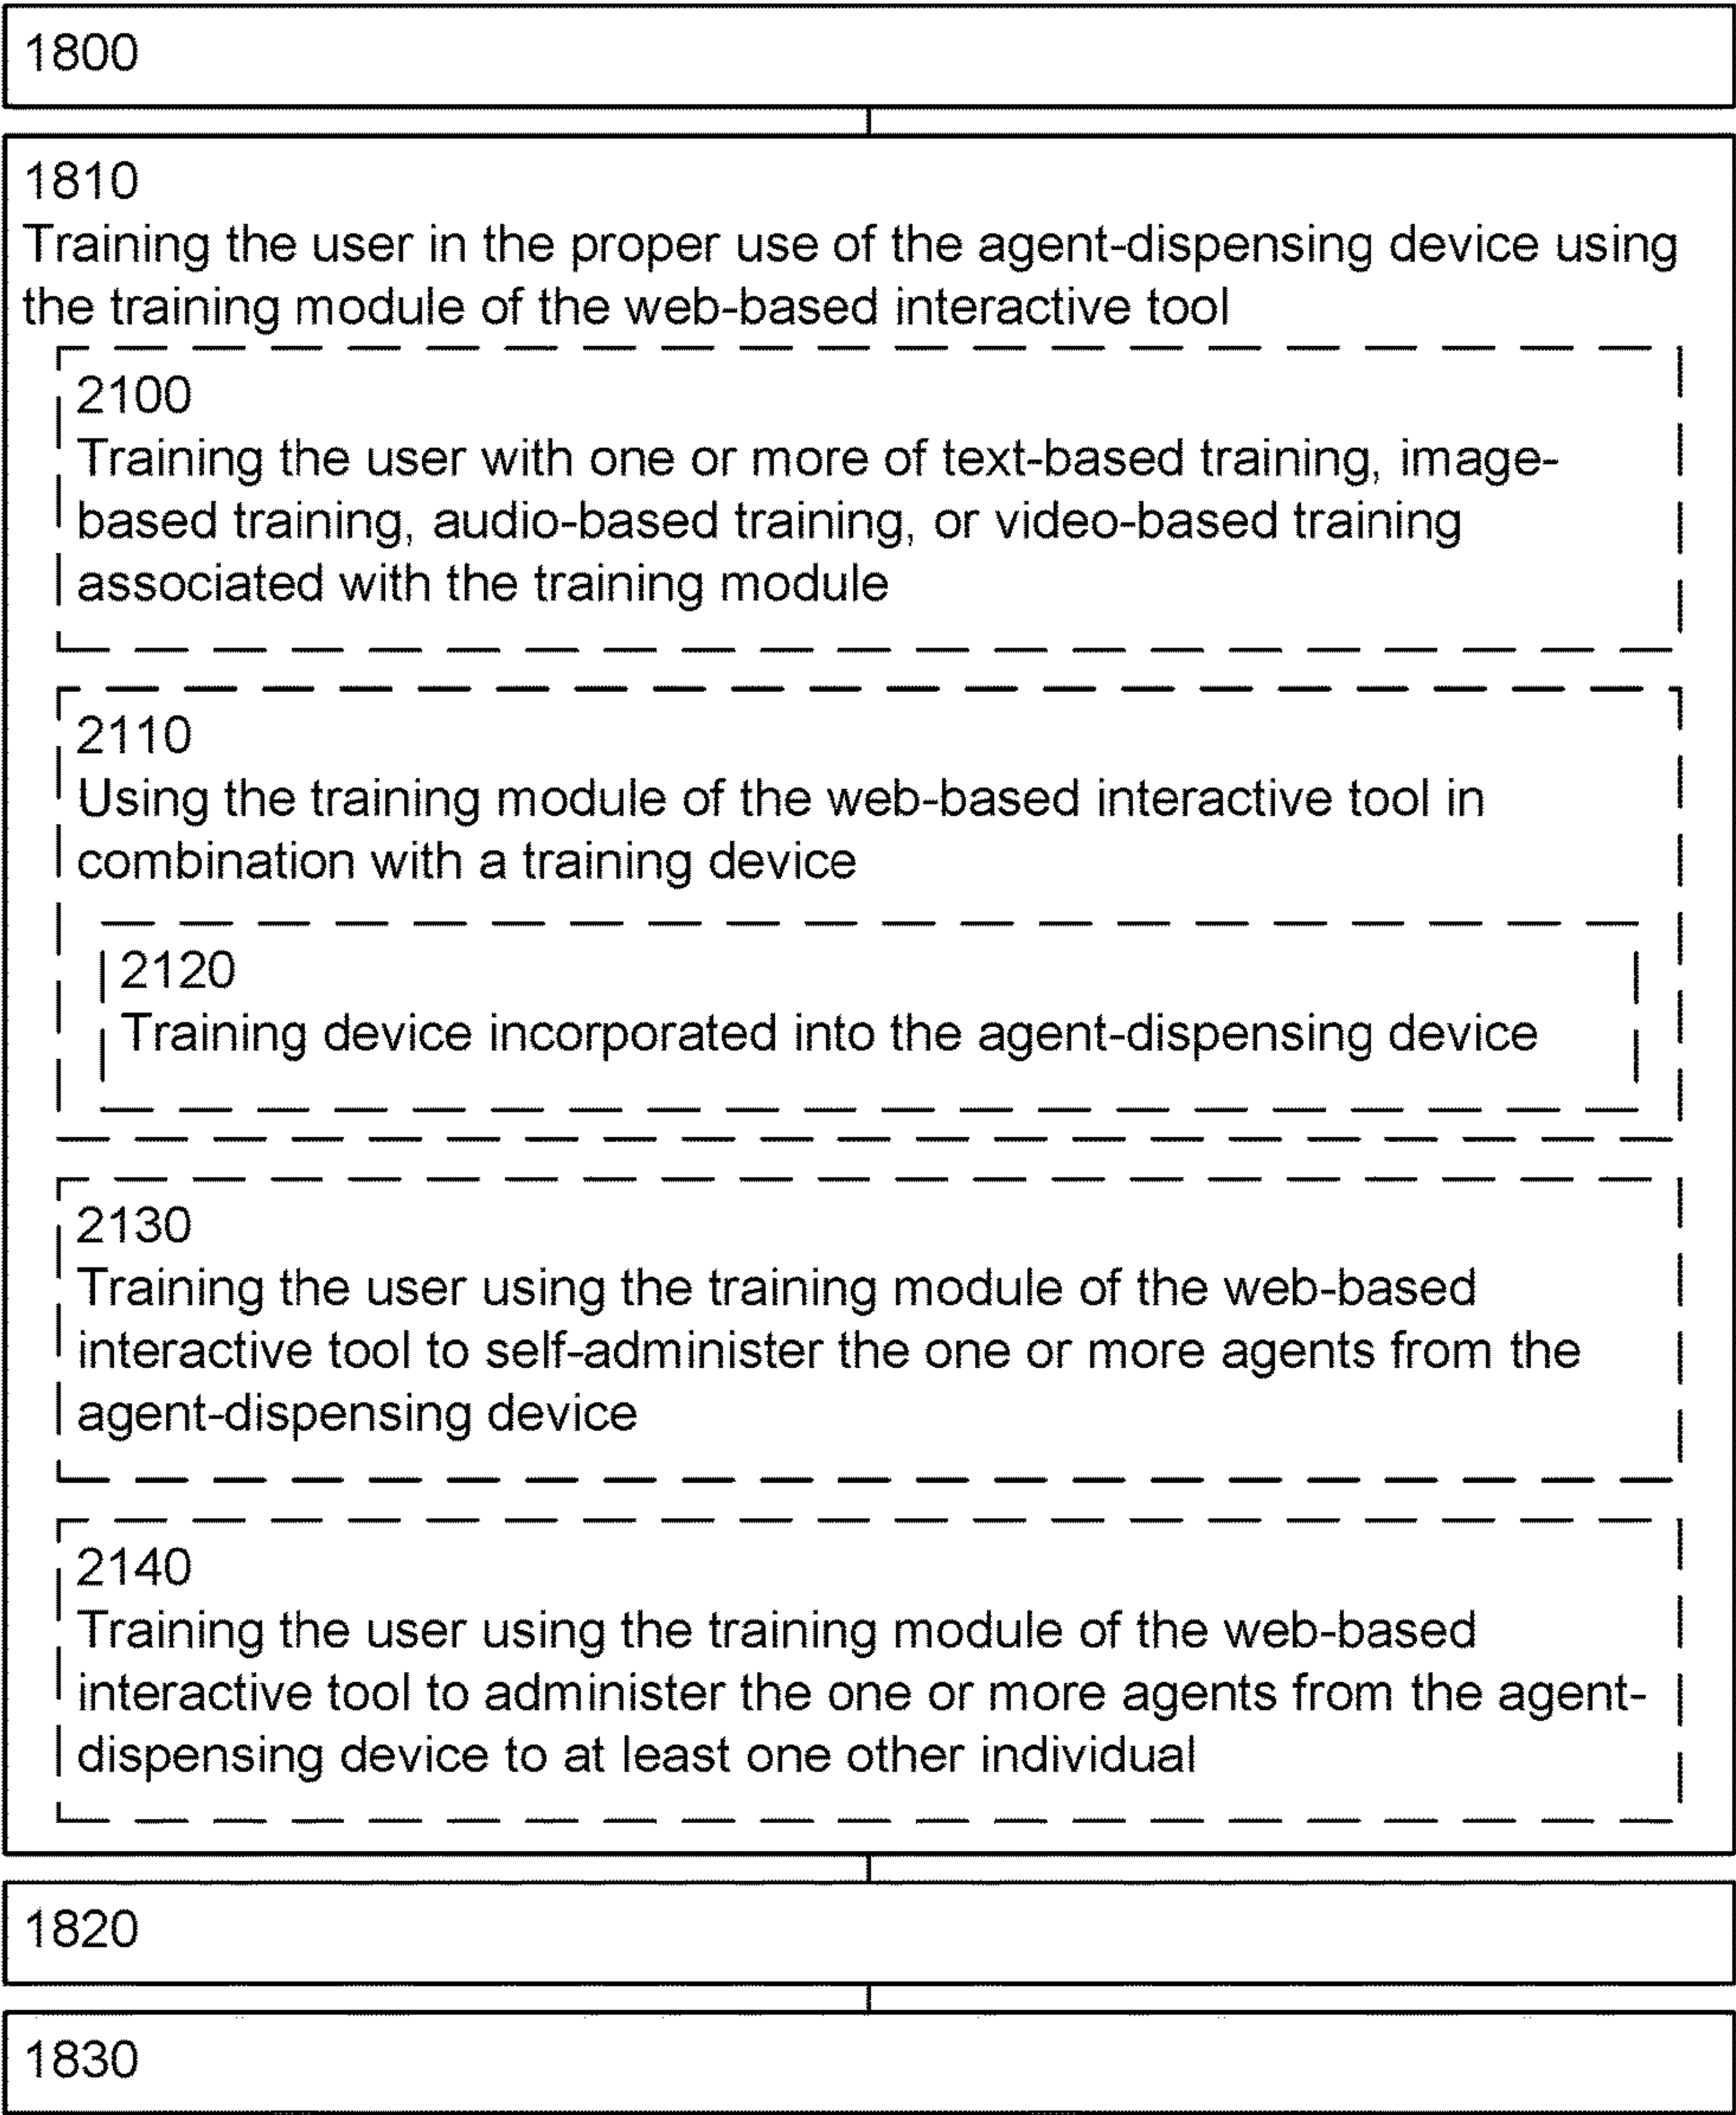 1800
1810
Training the user in the proper use of the agent-dispensing device using
the training module of the web-based interactive tool
2100
Training the user with one or more of text-based training, image-
based training, audio-based training, or video-based training
associated with the training module
2110
Using the training module of the web-based interactive tool in
combination with a training device
2120
Training device incorporated into the agent-dispensing device
2130
Training the user using the training module of the web-based
interactive tool to self-administer the one or more agents from the
agent-dispensing device
2140
Training the user using the training module of the web-based
interactive tool to administer the one or more agents from the agent-
dispensing device to at least one other individual
1820
1830